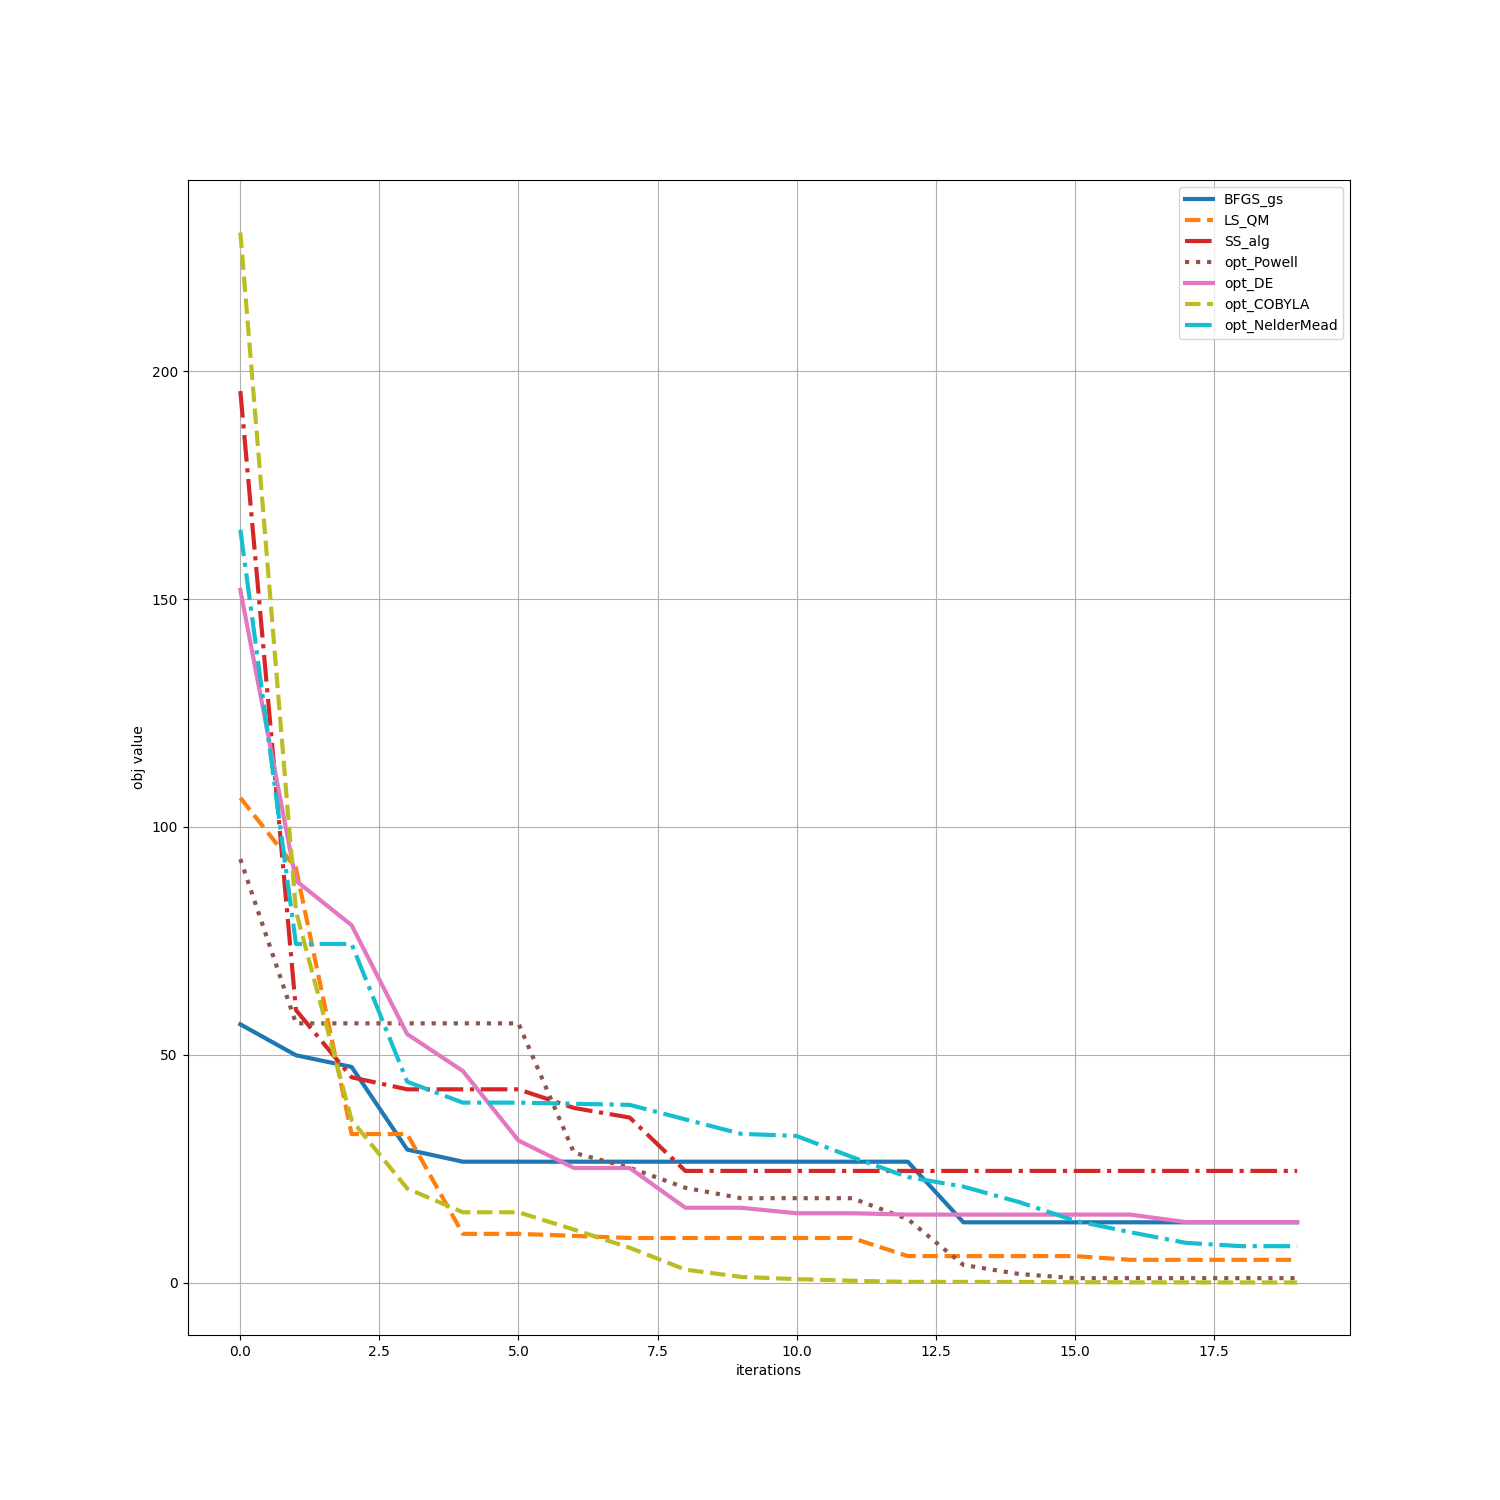 BFGS_gs
LS_QM
SS_alg
opt_Powell
opt_DE
opt_COBYLA
opt_NelderMead
200
150
100
50
0
obj value
0.0 2.5 5.0 7.5 10.0 12.5 15.0 17.5
iterations